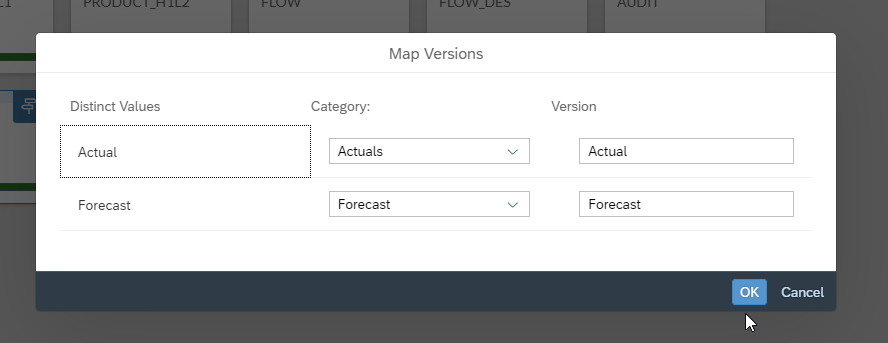 PRODUCT_H1L2 FLOW FLOW_DES AUDIT
Map Versions
Distinct Values Category: Version
Actual Actuals Actual
Forecast Forecast Forecast
OK Cancel